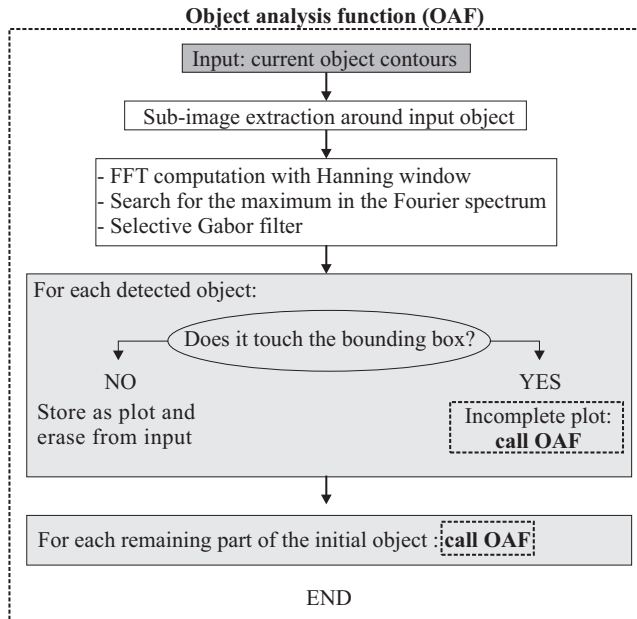 Object analysis function (OAF)
Input: current object contours
Sub-image extraction around input object
- FFT computation with Hanning window
- Search for the maximum in the Fourier spectrum
- Selective Gabor filter
For each detected object:
Does it touch the bounding box?
NO
Store as plot and
erase from input
YES
Incomplete plot:
call OAF
For each remaining part of the initial object : call OAF
END